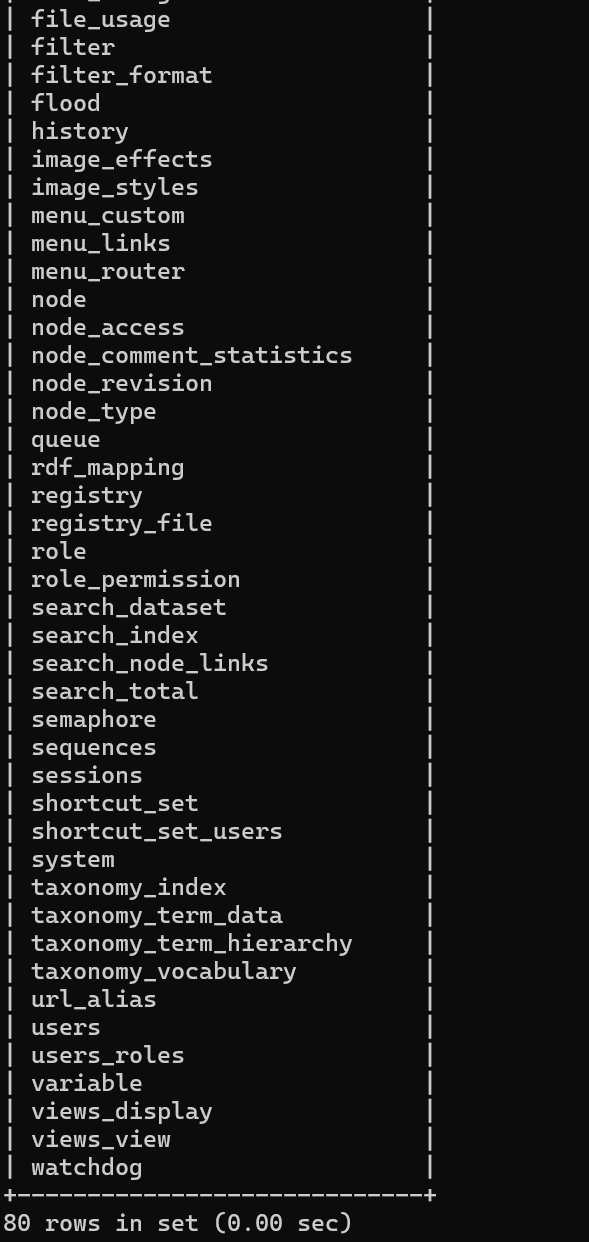 | file_usage |
| filter |
| filter_format |
| flood |
| history |
| image_effects |
| image_styles |
| menu_custom |
| menu_links |
| menu_router |
| node |
| node_access |
| node_comment_statistics |
| node_revision |
| node_type |
| queue |
| rdf_mapping |
| registry |
| registry_file |
| role |
| role_permission |
| search_dataset |
| search_index |
| search_node_links |
| search_total |
| semaphore |
| sequences |
| sessions |
| shortcut_set |
| shortcut_set_users |
| system |
| taxonomy_index |
| taxonomy_term_data |
| taxonomy_term_hierarchy |
| taxonomy_vocabulary |
| url_alias |
| users |
| users_roles |
| variable |
| views_display |
| views_view |
| watchdog |
+-----------------------------+
80 rows in set (0.00 sec)